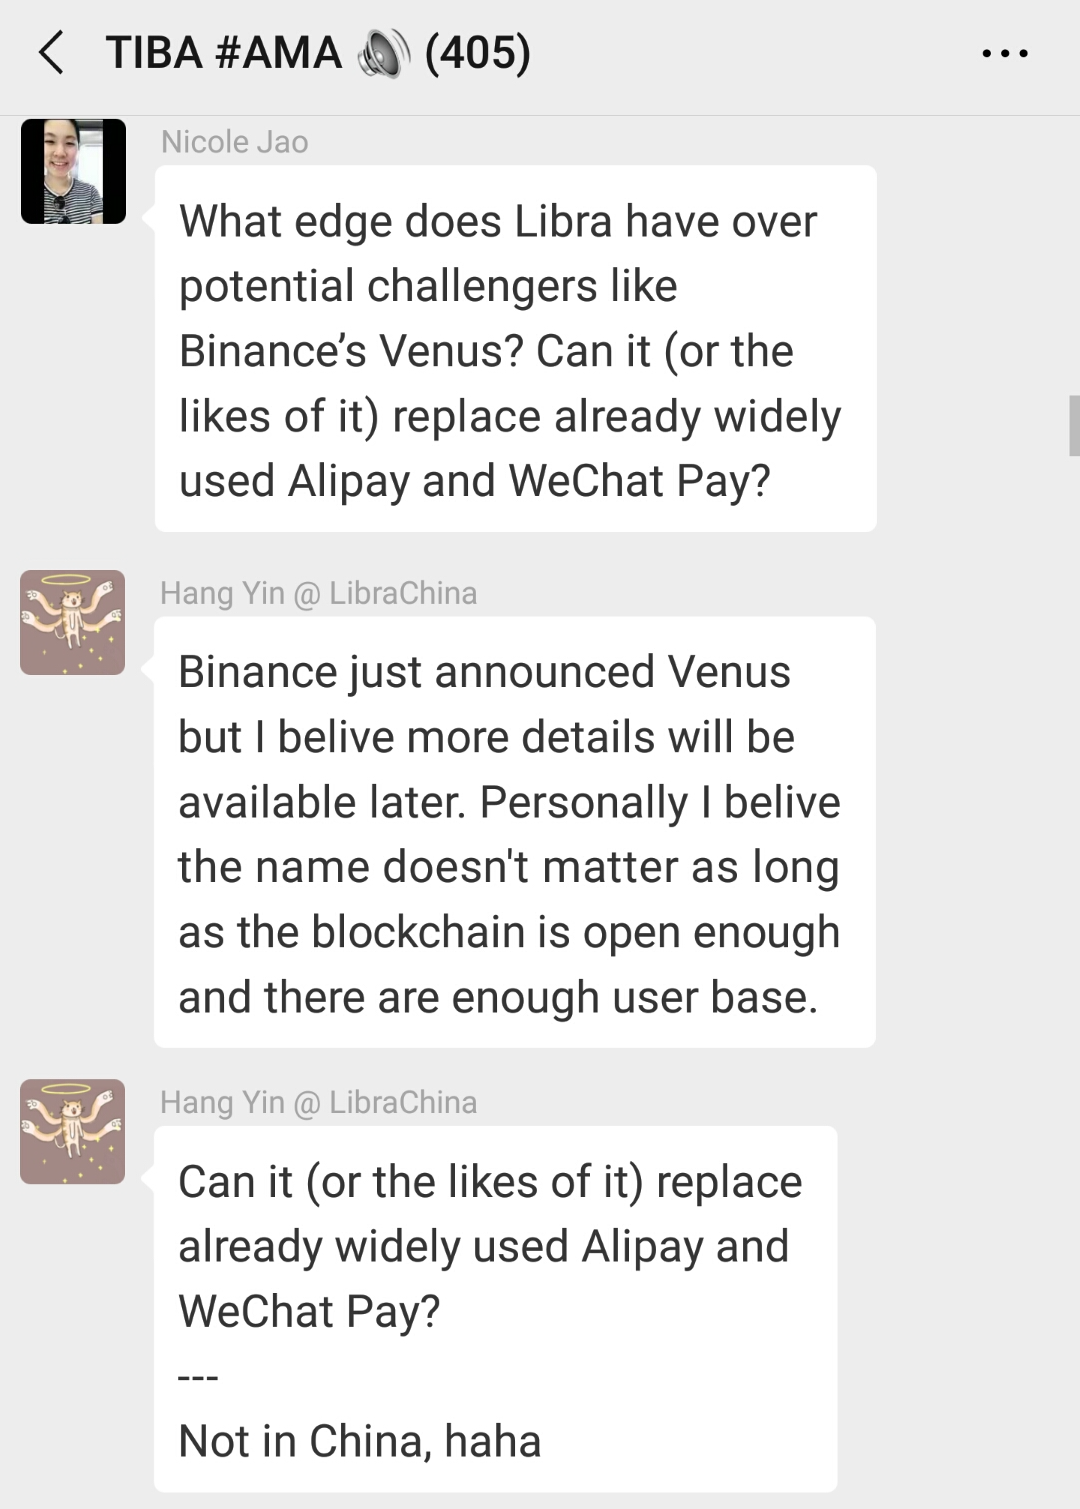 TIBA #AMA 🔊 (405)
Nicole Jao
What edge does Libra have over
potential challengers like
Binance’s Venus? Can it (or the
likes of it) replace already widely
used Alipay and WeChat Pay?
Hang Yin @ LibraChina
Binance just announced Venus
but I belive more details will be
available later. Personally I belive
the name doesn't matter as long
as the blockchain is open enough
and there are enough user base.
Hang Yin @ LibraChina
Can it (or the likes of it) replace
already widely used Alipay and
WeChat Pay?
---
Not in China, haha